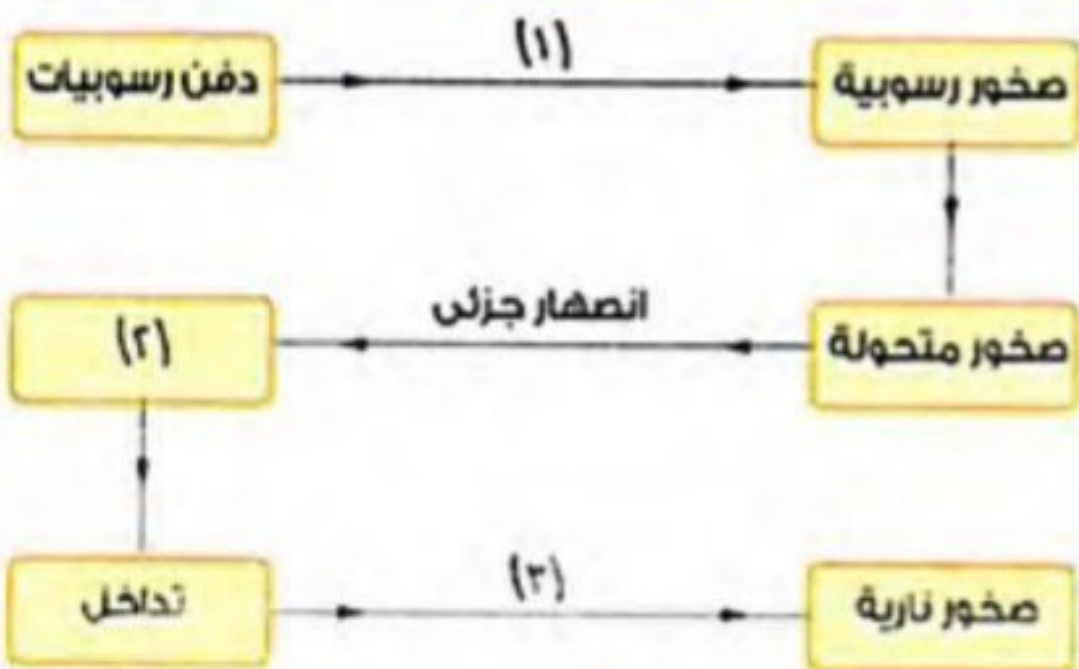 (١)
صخور رسوبية
دفن رسوبيات
انصهار جزئى
صخور متحولة
(٢)
(٣)
صخور نارية
تداخل